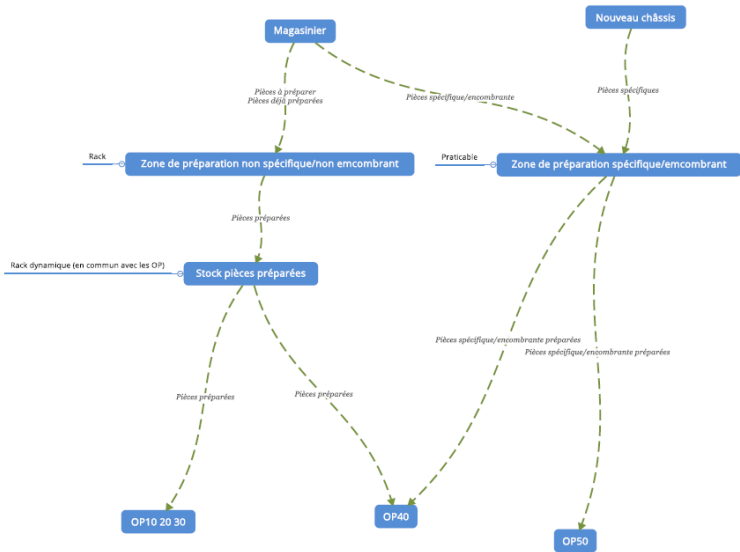 Nouveau châssis
Magasinier
Pièces à préparer
Pièces déjà préparées
Pièces spécifique/encombrante
Pièces spécifiques
Rack
Zone de préparation non spécifique/non emcombrant
Praticable
Zone de préparation spécifique/emcombrant
Pièces préparées
Rack dynamique (en commun avec les OP)
Stock pièces préparées
Pièces spécifique/encombrante préparées
Pièces spécifique/encombrante préparées
Pièces préparées
Pièces préparées
OP10 20 30
OP40
OP50